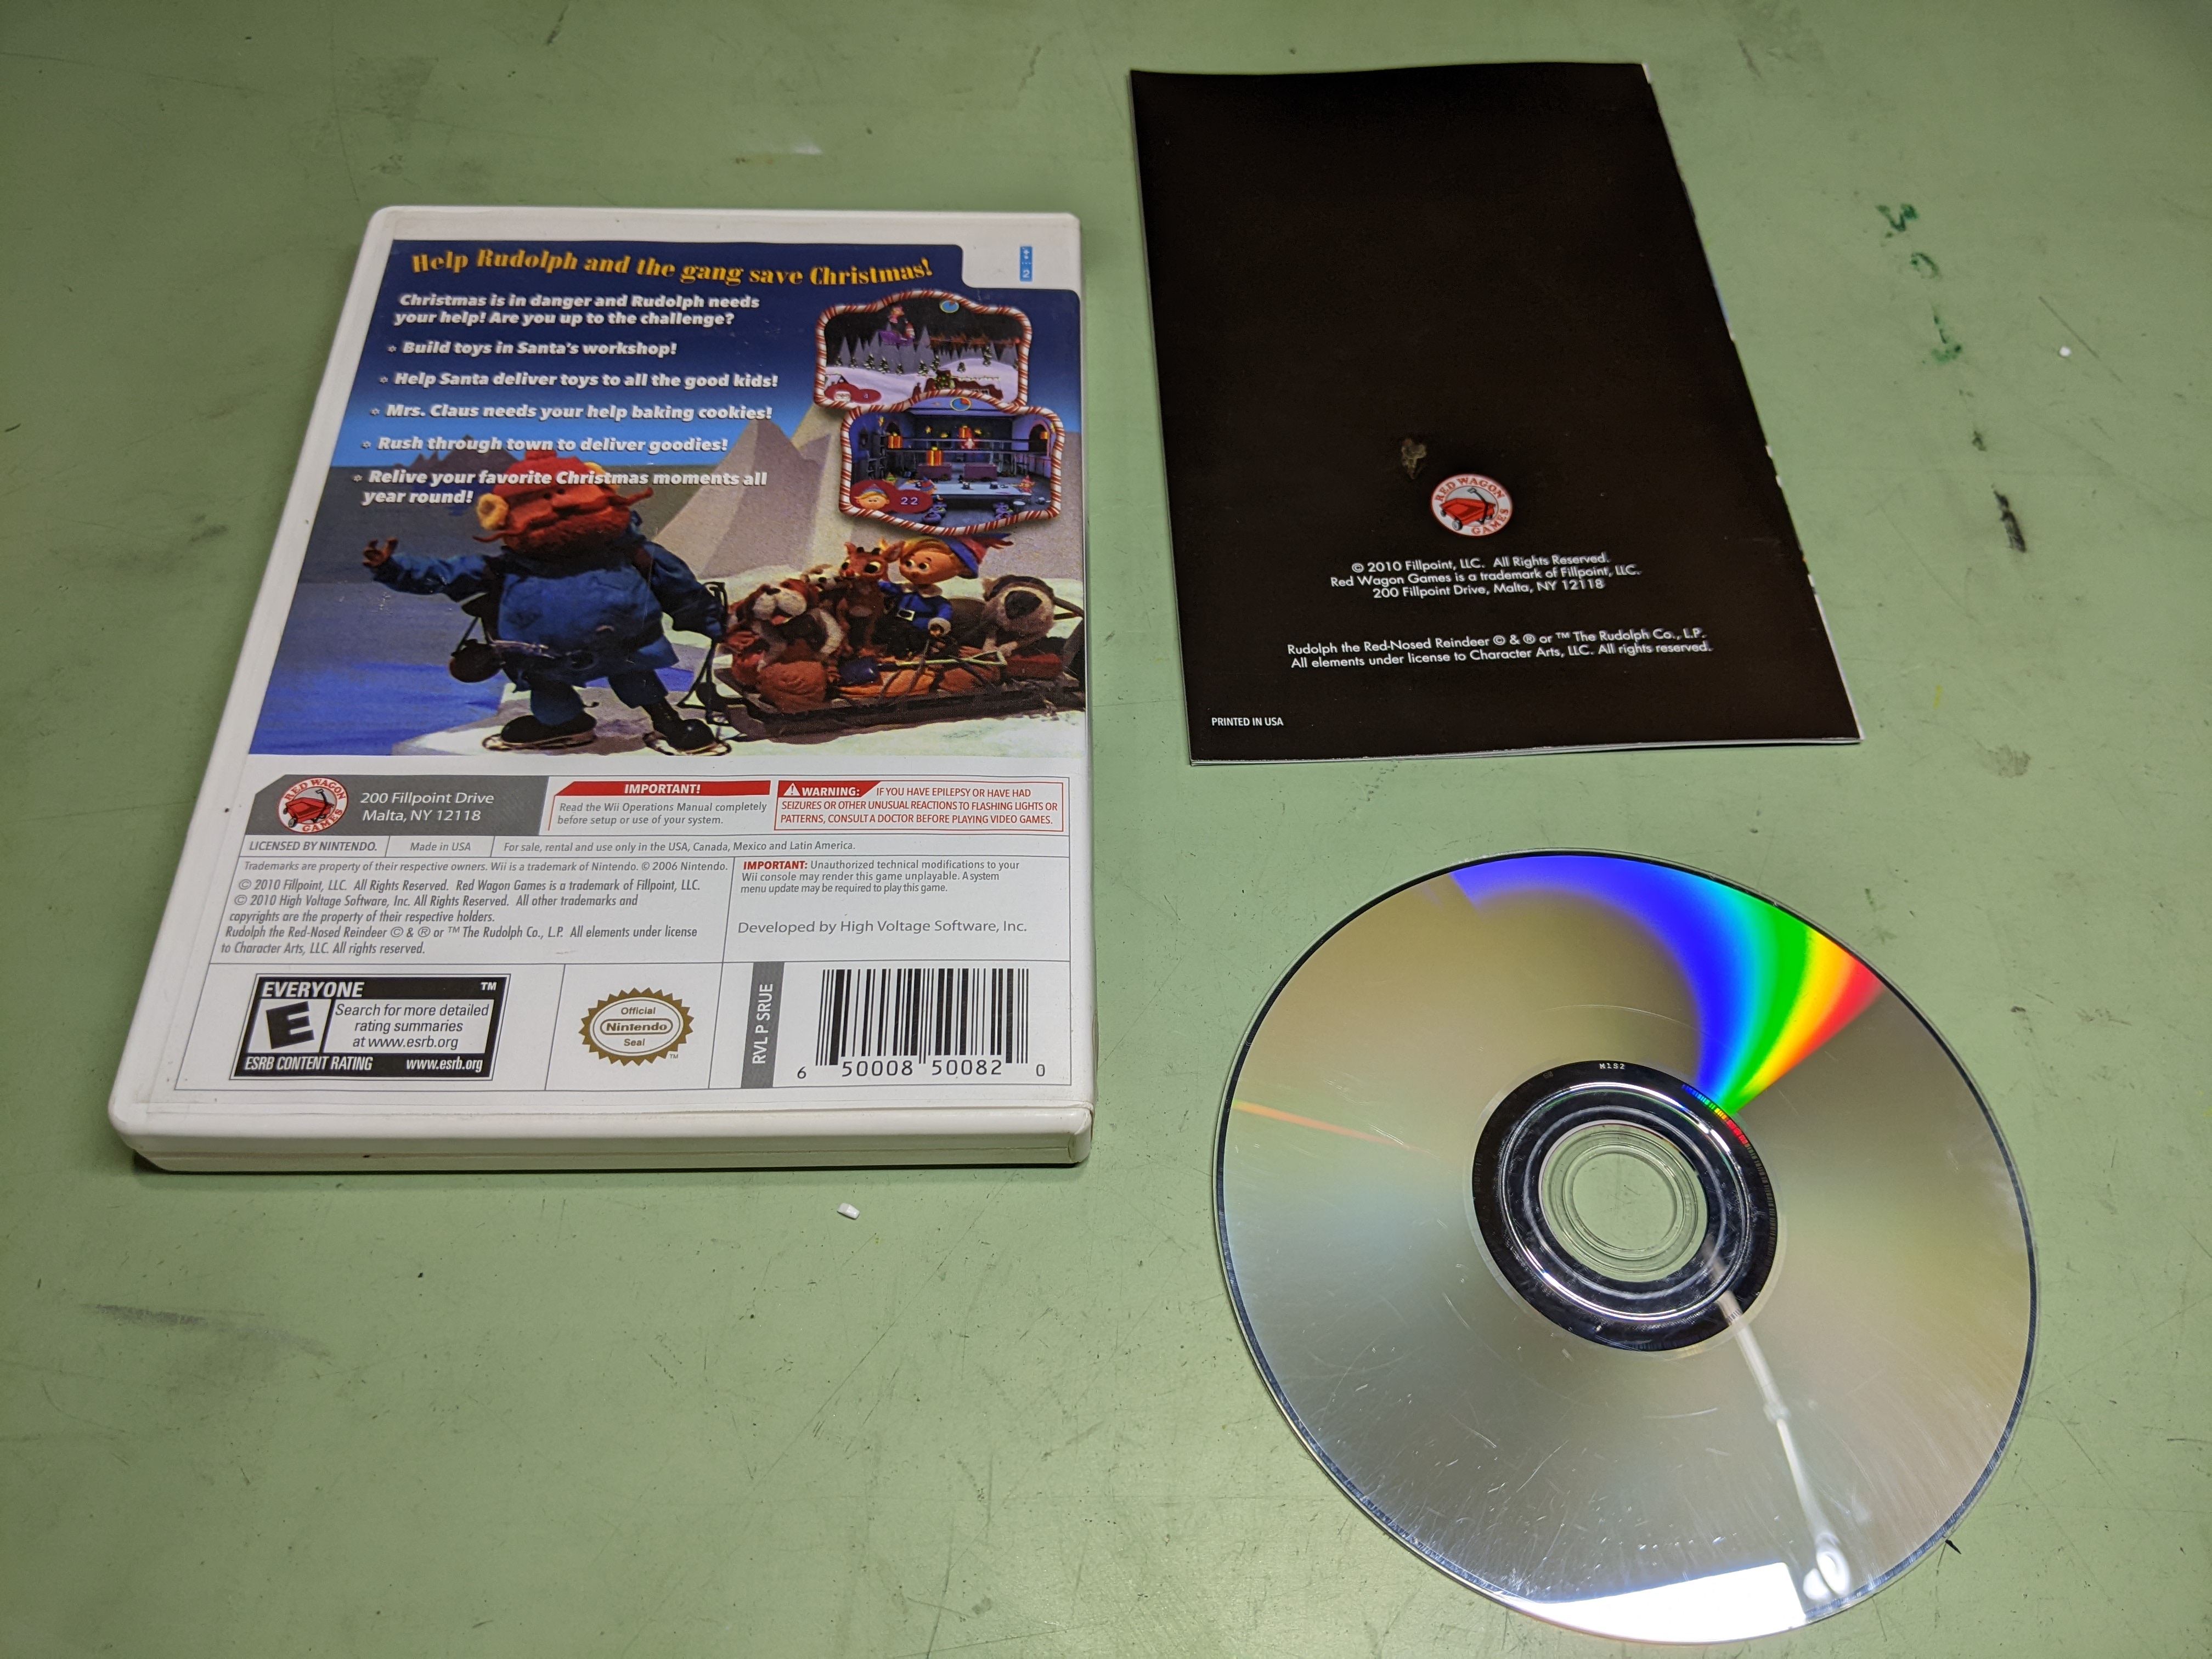 Help Rudolph and the gang save Christmas!
Christmas is in danger and Rudolph needs
your help! Are you up to the challenge?
Build toys in Santa's workshop!
Help Santa deliver toys to all the good kids!
Mrs. Claus needs your help baking cookies!
Rush through town to deliver goodies!
Relive your favorite Christmas moments all
year round!
2
22
RED WAGON GAMES
200 Fillpoint Drive
Malta, NY 12118
IMPORTANT!
Read the Wii Operations Manual completely
before setup or use of your system.
WARNING: IF YOU HAVE EPILEPSY OR HAVE HAD
SEIZURES OR OTHER UNUSUAL REACTIONS TO FLASHING LIGHTS OR
PATTERNS, CONSULT A DOCTOR BEFORE PLAYING VIDEO GAMES.
LICENSED BY NINTENDO.
Made in USA
For sale, rental and use only in the USA, Canada, Mexico and Latin America.
Trademarks are property of their respective owners. Wii is a trademark of Nintendo. © 2006 Nintendo.
© 2010 Fillpoint, LLC. All Rights Reserved. Red Wagon Games is a trademark of Fillpoint, LLC.
© 2010 High Voltage Software, Inc. All Rights Reserved. All other trademarks and
copyrights are the property of their respective holders.
Rudolph the Red-Nosed Reindeer © & ® or ™ The Rudolph Co., L.P. All elements under license
to Character Arts, LLC. All rights reserved.
IMPORTANT: Unauthorized technical modifications to your
Wii console may render this game unplayable. A system
menu update may be required to play this game.
Developed by High Voltage Software, Inc.
EVERYONE ™
E
Search for more detailed
rating summaries
at www.esrb.org
ESRB CONTENT RATING www.esrb.org
Official
Nintendo
Seal
™
RVL P SRUE
6 50008 50082 0
RED WAGON GAMES
© 2010 Fillpoint, LLC. All Rights Reserved.
Red Wagon Games is a trademark of Fillpoint, LLC.
200 Fillpoint Drive, Malta, NY 12118
Rudolph the Red-Nosed Reindeer © & ® or ™ The Rudolph Co., L.P.
All elements under license to Character Arts, LLC. All rights reserved.
PRINTED IN USA
M1S2